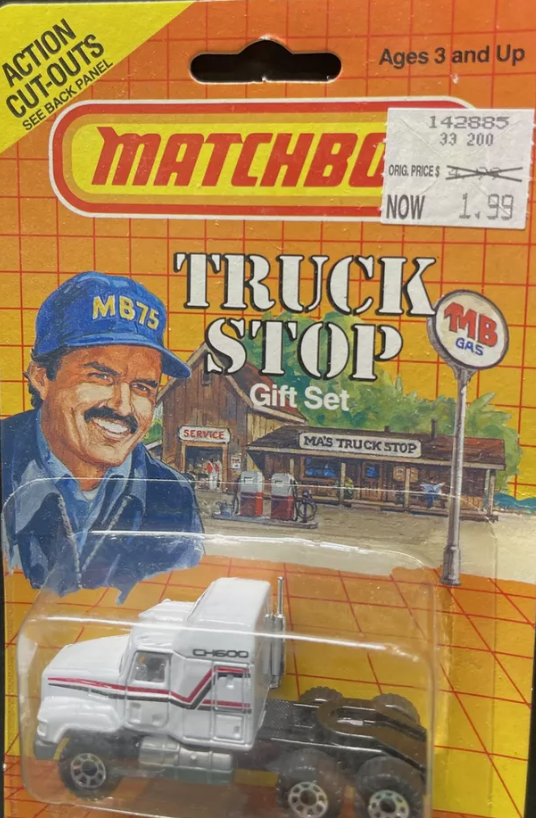 ACTION
CUT-OUTS
SEE BACK PANEL
Ages 3 and Up
MATCHBO
142885
33 200
ORIG. PRICE $
NOW 1.99
TRUCK
STOP
Gift Set
MB75
MB
GAS
SERVICE
MA'S TRUCK STOP
CH600